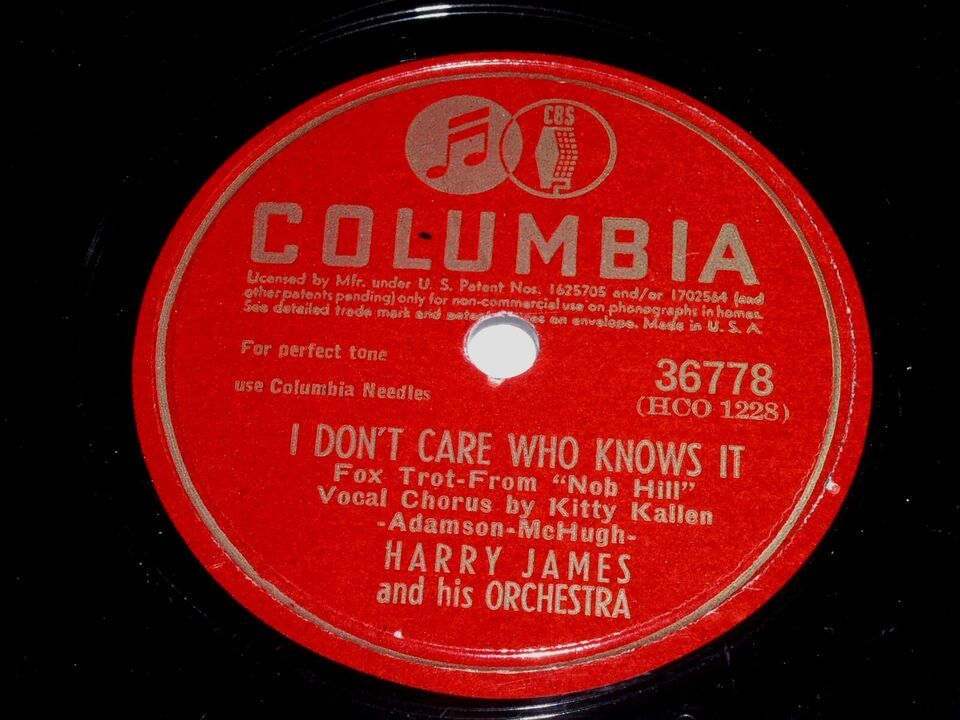 CBS
COLUMBIA
Licensed by Mfr. under U. S. Patent Nos. 1625705 and/or 1702564 (and
other patents pending) only for non-commercial use on phonographs in homes.
See detailed trade mark and on envelope. Made in U. S. A.
For perfect tone
use Columbia Needles
36778
(HCO 1228)
I DON'T CARE WHO KNOWS IT
Fox Trot-From "Nob Hill"
Vocal Chorus by Kitty Kallen
-Adamson-McHugh-
HARRY JAMES
and his ORCHESTRA